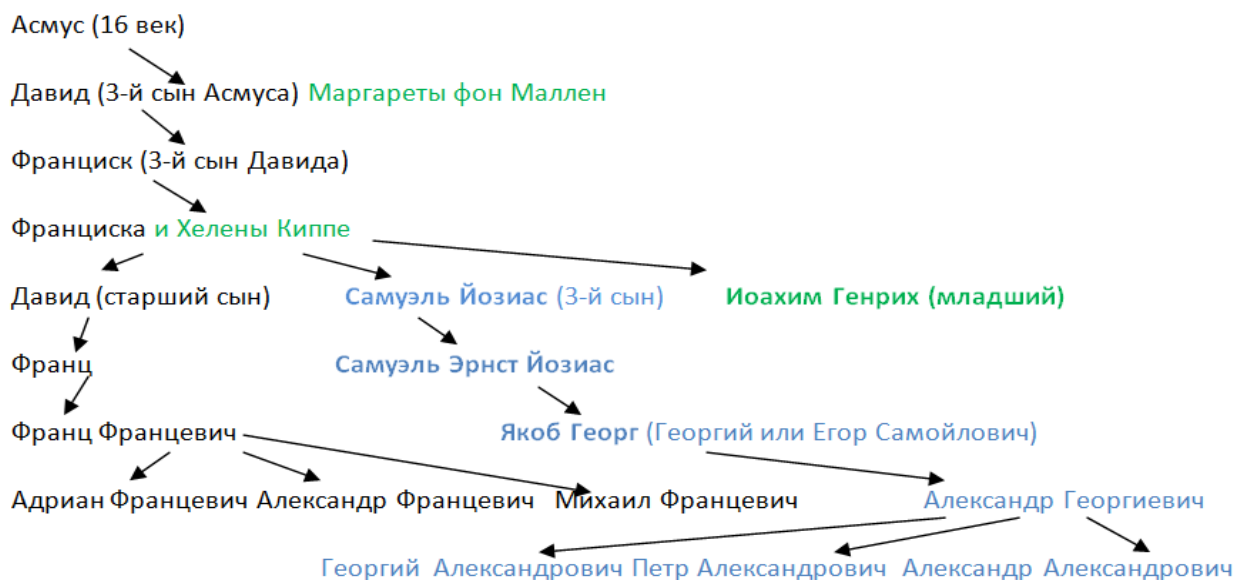 Асмус (16 век)
Давид (3-й сын Асмуса) Маргареты фон Маллен
Франциск (3-й сын Давида)
Франциска и Хелены Киппе
Давид (старший сын) Самуэль Йозиас (3-й сын) Иоахим Генрих (младший)
Франц Самуэль Эрнст Йозиас
Франц Францевич Якоб Георг (Георгий или Егор Самойлович)
Адриан Францевич Александр Францевич Михаил Францевич Александр Георгиевич
Георгий Александрович Петр Александрович Александр Александрович